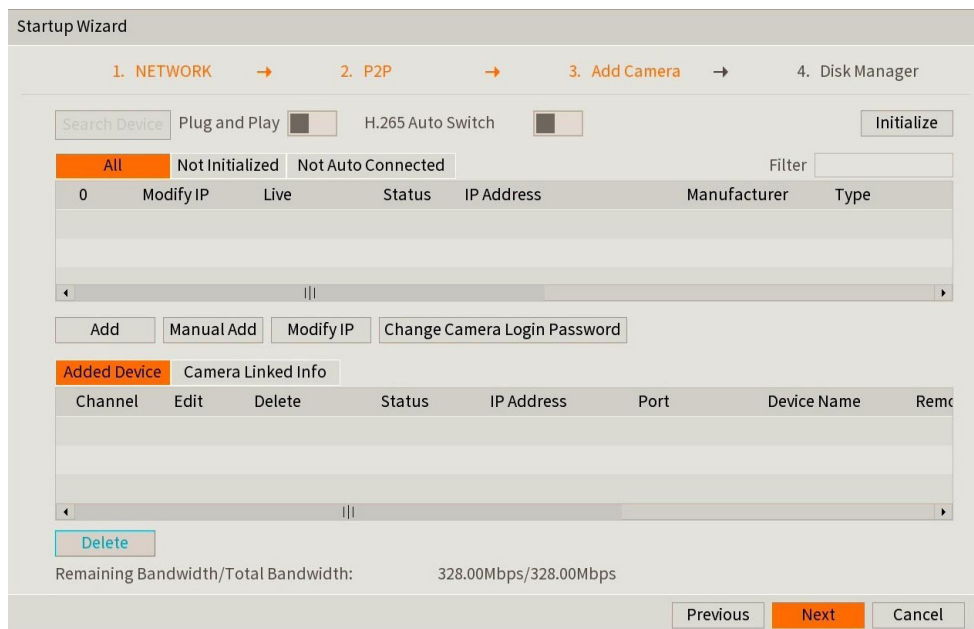 Startup Wizard
1. NETWORK → 2. P2P → 3. Add Camera → 4. Disk Manager
Search Device Plug and Play H.265 Auto Switch Initialize
All Not Initialized Not Auto Connected Filter
0 Modify IP Live Status IP Address Manufacturer Type
Add Manual Add Modify IP Change Camera Login Password
Added Device Camera Linked Info
Channel Edit Delete Status IP Address Port Device Name Remo
Delete
Remaining Bandwidth/Total Bandwidth: 328.00Mbps/328.00Mbps
Previous Next Cancel